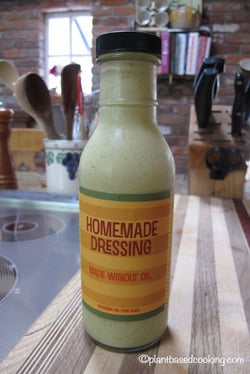 HOMEMADE
DRESSING
MADE WITHOUT OIL.
©plantbasedcooking.com